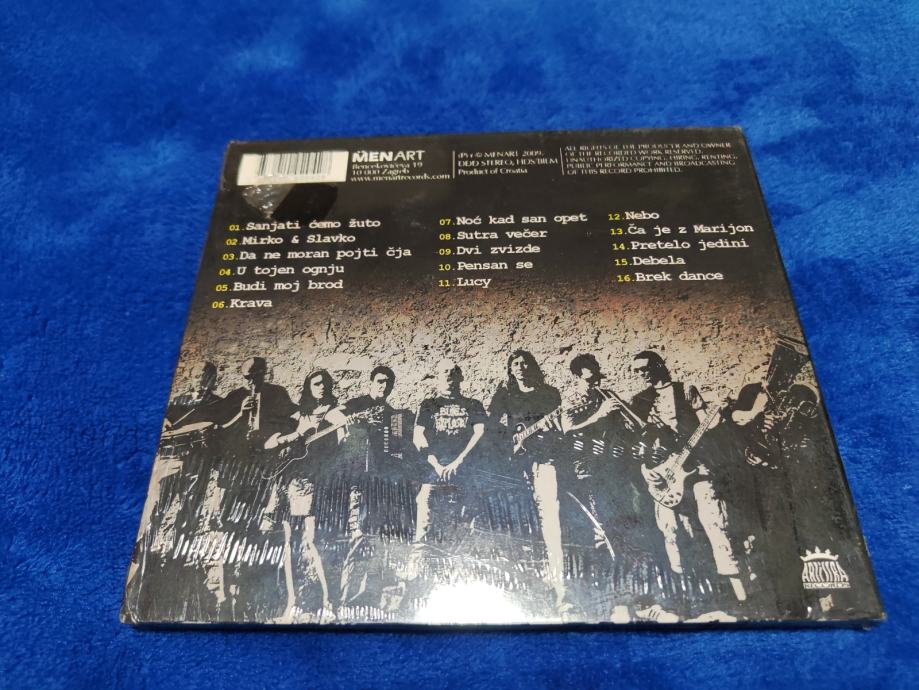 MENART
Bencekovićeva 19
10 000 Zagreb
www.menartrecords.com
(P) r © MENART 2009.
DDD STEREO, HDS/BIEM
Product of Croatia
ALL RIGHTS OF THE PRODUCER AND OWNER
OF THE RECORDED WORK RESERVED.
UNAUTHORIZED COPYING, HIRING, RENTING,
PUBLIC PERFORMANCE AND BROADCASTING
OF THIS RECORD PROHIBITED.
01.Sanjati ćemo žuto
02.Mirko & Slavko
03.Da ne moran pojti čja
04.U tojen ognju
05.Budi moj brod
06.Krava
07.Noć kad san opet
08.Sutra večer
09.Dvi zvizde
10.Pensan se
11.Lucy
12.Nebo
13.Ča je z Marijon
14.Pretelo jedini
15.Debela
16.Brek dance